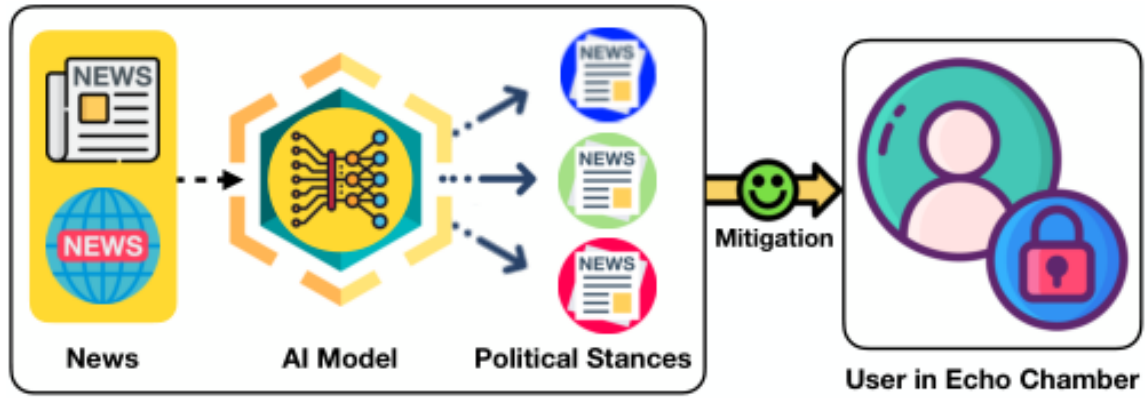 NEWS
NEWS
News
AI Model
NEWS
NEWS
NEWS
Political Stances
Mitigation
User in Echo Chamber